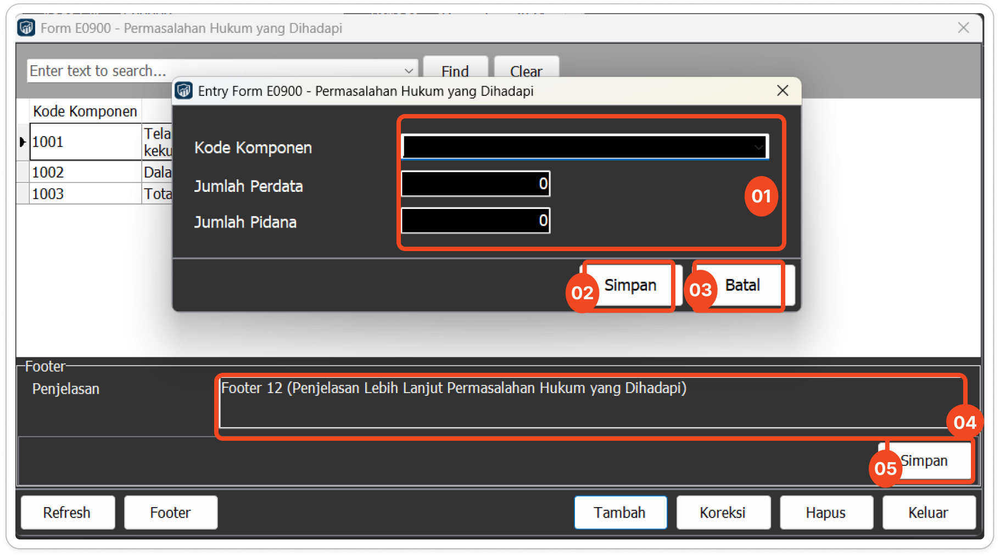 Form E0900 - Permasalahan Hukum yang Dihadapi
Enter text to search...
Find
Clear
Entry Form E0900 - Permasalahan Hukum yang Dihadapi
Kode Komponen
1001
Tela
keku
1002
Dala
1003
Tota
Kode Komponen
Jumlah Perdata
0
Jumlah Pidana
0
01
02
Simpan
03
Batal
Footer
Penjelasan
Footer 12 (Penjelasan Lebih Lanjut Permasalahan Hukum yang Dihadapi)
04
05
Simpan
Refresh
Footer
Tambah
Koreksi
Hapus
Keluar